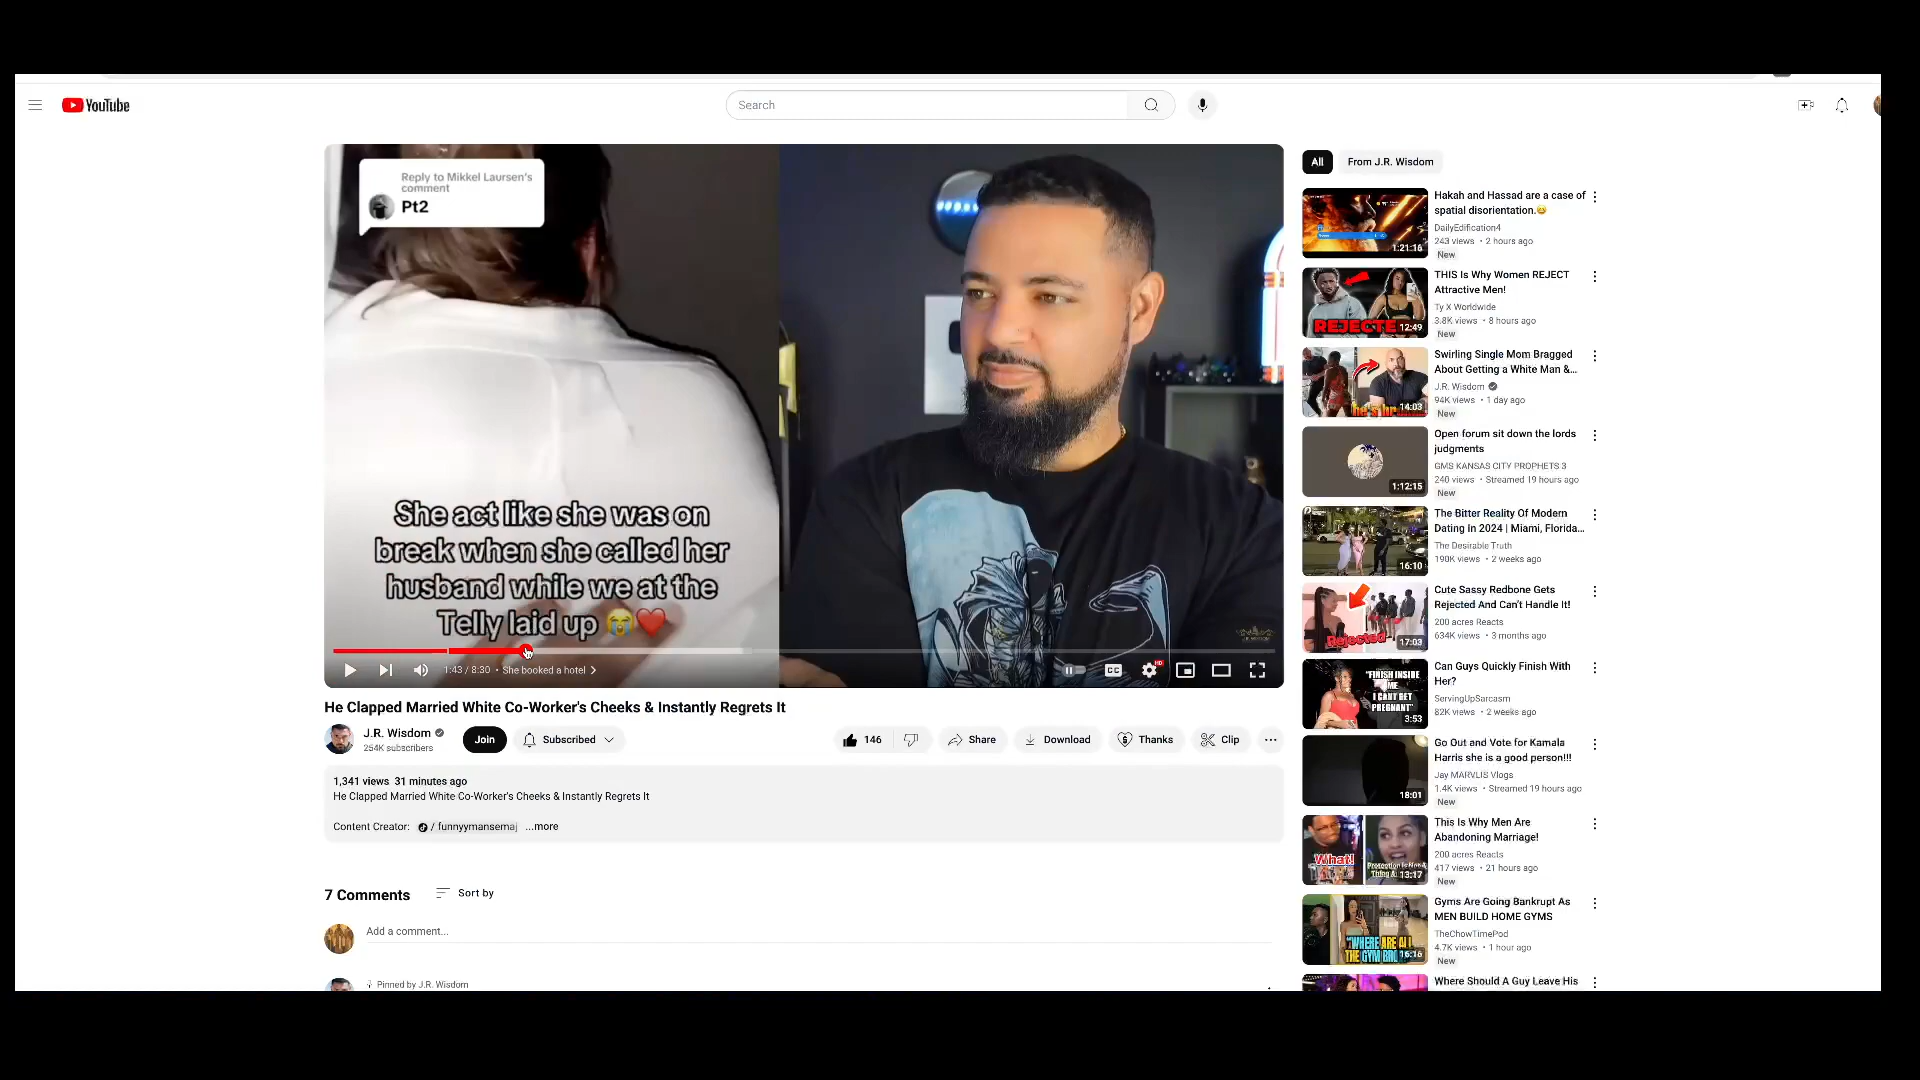 YouTube
Search
Reply to Mikkel Laursen's
comment
Pt2
She act like she was on
break when she called her
husband while we at the
Telly laid up 😭❤️
1:43 / 8:30 • She booked a hotel
CC
HD
He Clapped Married White Co-Worker's Cheeks & Instantly Regrets It
J.R. Wisdom
254K subscribers
Join
Subscribed
146
Share
Download
Thanks
Clip
1,341 views 31 minutes ago
He Clapped Married White Co-Worker's Cheeks & Instantly Regrets It
Content Creator: / funnyymansemaj ...more
7 Comments
Sort by
Add a comment...
Pinned by J.R. Wisdom
All
From J.R. Wisdom
1:21:16
Hakah and Hassad are a case of
spatial disorientation.😄
DailyEdification4
243 views • 2 hours ago
New
REJECTE
12:49
THIS Is Why Women REJECT
Attractive Men!
Ty X Worldwide
3.8K views • 8 hours ago
New
14:03
Swirling Single Mom Bragged
About Getting a White Man &...
J.R. Wisdom
94K views • 1 day ago
New
1:12:15
Open forum sit down the lords
judgments
GMS KANSAS CITY PROPHETS 3
240 views • Streamed 19 hours ago
New
16:10
The Bitter Reality Of Modern
Dating In 2024 | Miami, Florida...
The Desirable Truth
190K views • 2 weeks ago
Rejected
17:03
Cute Sassy Redbone Gets
Rejected And Can't Handle It!
200 acres Reacts
634K views • 3 months ago
"FINISH INSIDE
ME,
I CAN'T GET
PREGNANT"
3:53
Can Guys Quickly Finish With
Her?
ServingUpSarcasm
82K views • 2 weeks ago
18:01
Go Out and Vote for Kamala
Harris she is a good person!!!
Jay MARVLIS Vlogs
1.4K views • Streamed 19 hours ago
New
What!
13:17
This Is Why Men Are
Abandoning Marriage!
200 acres Reacts
417 views • 21 hours ago
New
"WHERE ARE ALL
THE GYM BRO
16:16
Gyms Are Going Bankrupt As
MEN BUILD HOME GYMS
TheChowTimePod
4.7K views • 1 hour ago
New
Where Should A Guy Leave His